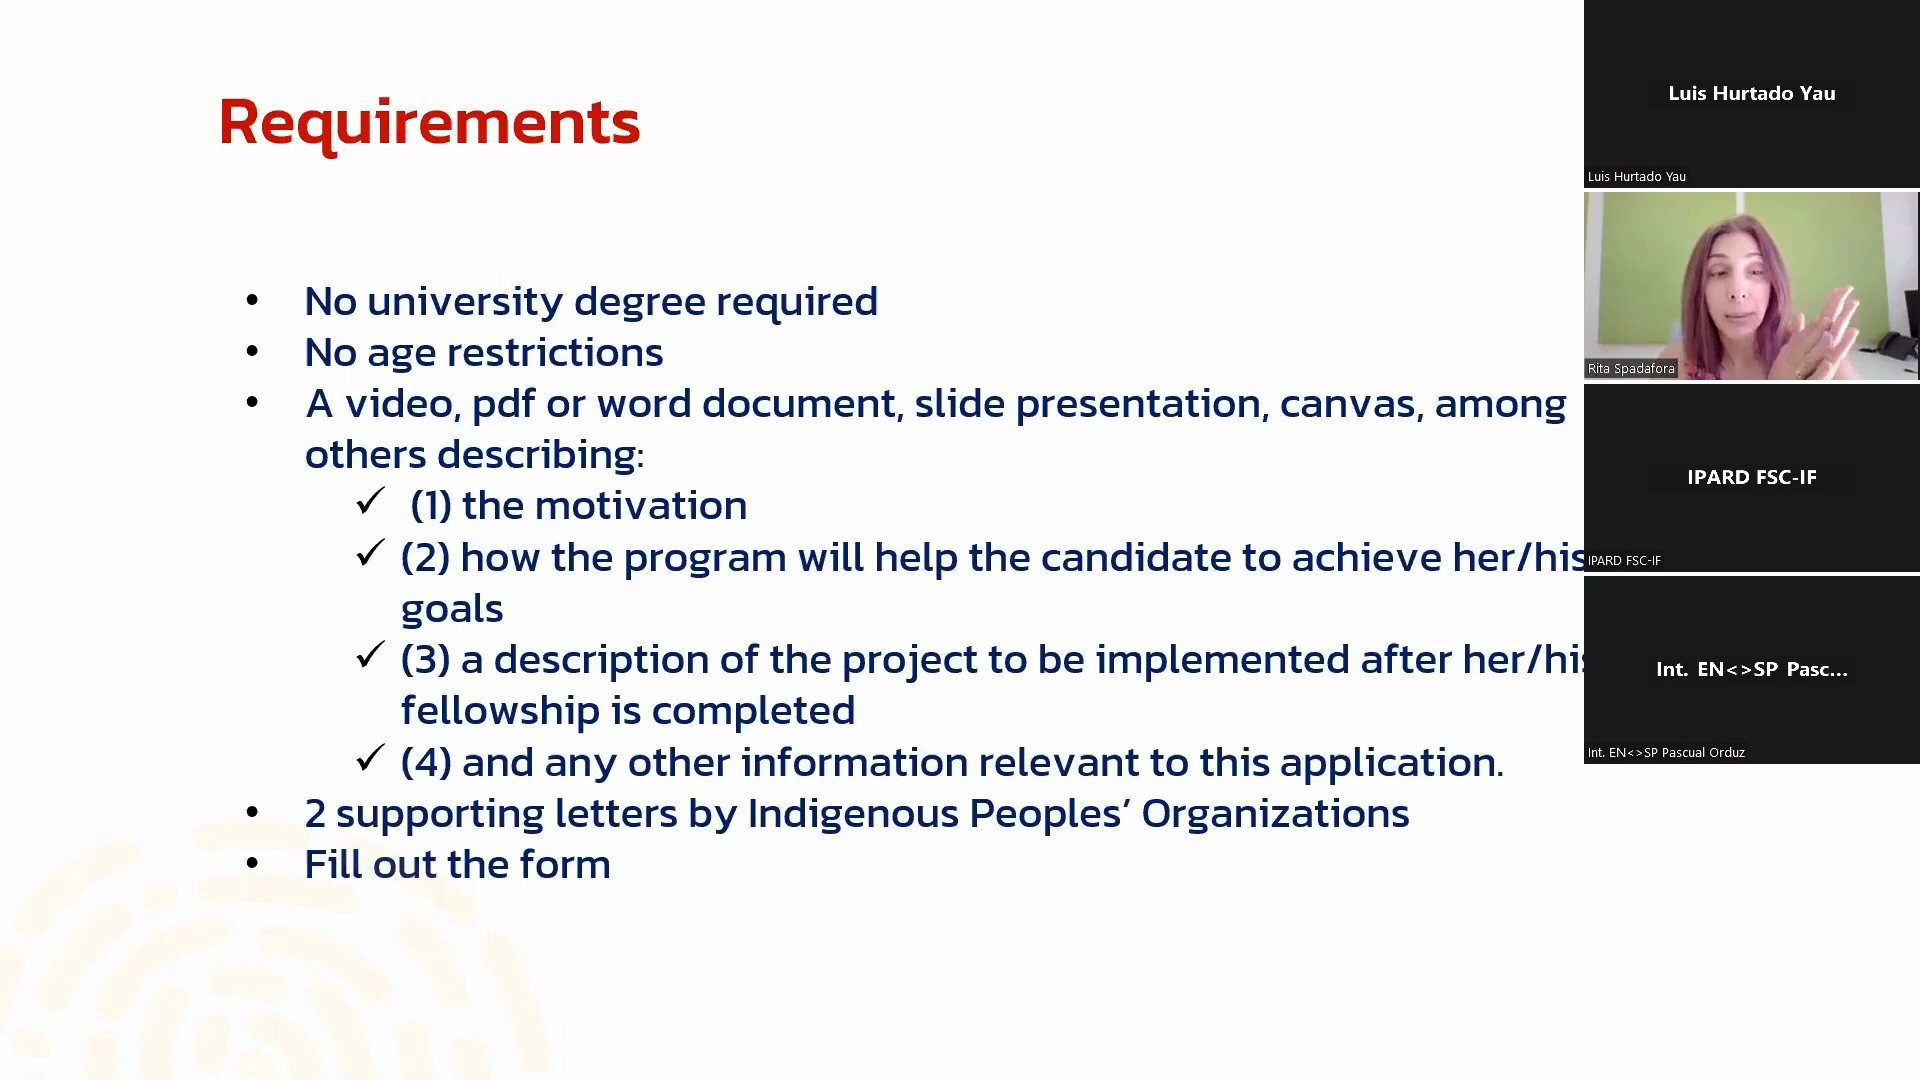 Requirements
• No university degree required
• No age restrictions
• A video, pdf or word document, slide presentation, canvas, among
others describing:
✓ (1) the motivation
✓ (2) how the program will help the candidate to achieve her/his
goals
✓ (3) a description of the project to be implemented after her/his
fellowship is completed
✓ (4) and any other information relevant to this application.
• 2 supporting letters by Indigenous Peoples’ Organizations
• Fill out the form
Luis Hurtado Yau
Luis Hurtado Yau
Rita Spadafora
IPARD FSC-IF
IPARD FSC-IF
Int. EN<>SP Pasc...
Int. EN<>SP Pascual Orduz